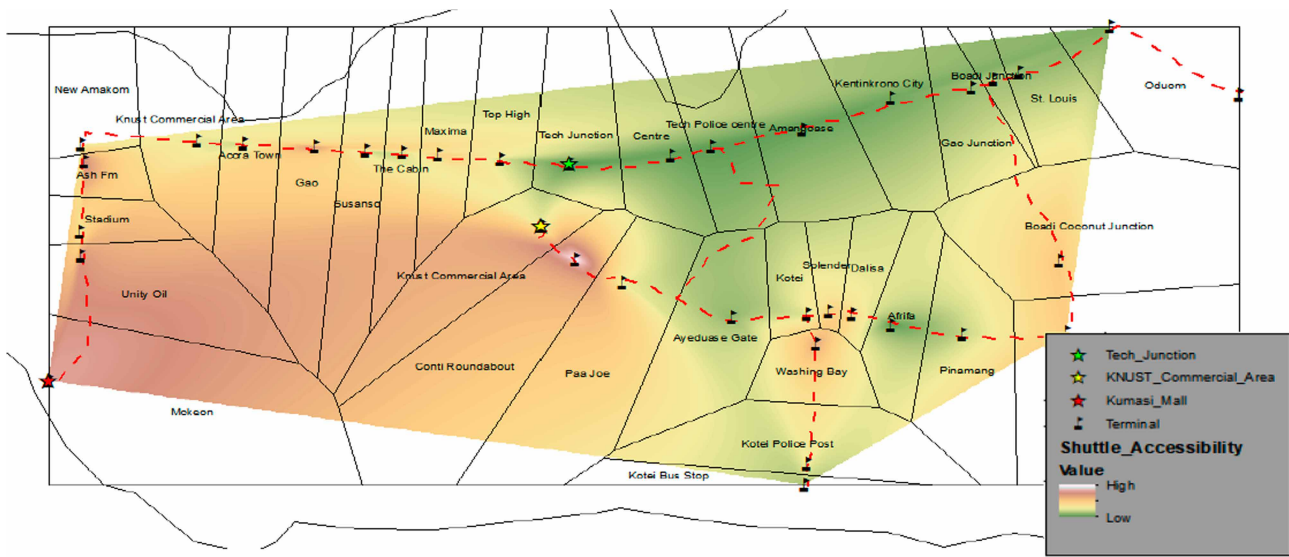 New Amakom
Knust Commercial Area
Accra Town
Ash Fm
Gao
The Cabin
Susanso
Maxima
Top High
Tech Junction
Centre
Tech Police centre
Amangoase
Kentinkrono City
Boadi Junction
St. Louis
Oduom
Gao Junction
Stadium
Boadi Coconut Junction
Knust Commercial Area
Kotei
Splender
Dalisa
Unity Oil
Afrifa
Ayeduase Gate
Conti Roundabout
Paa Joe
Washing Bay
Pinamang
Mckeon
Kotei Police Post
Kotei Bus Stop
Tech_Junction
KNUST_Commercial_Area
Kumasi_Mall
Terminal
Shuttle_Accessibility
Value
High
Low